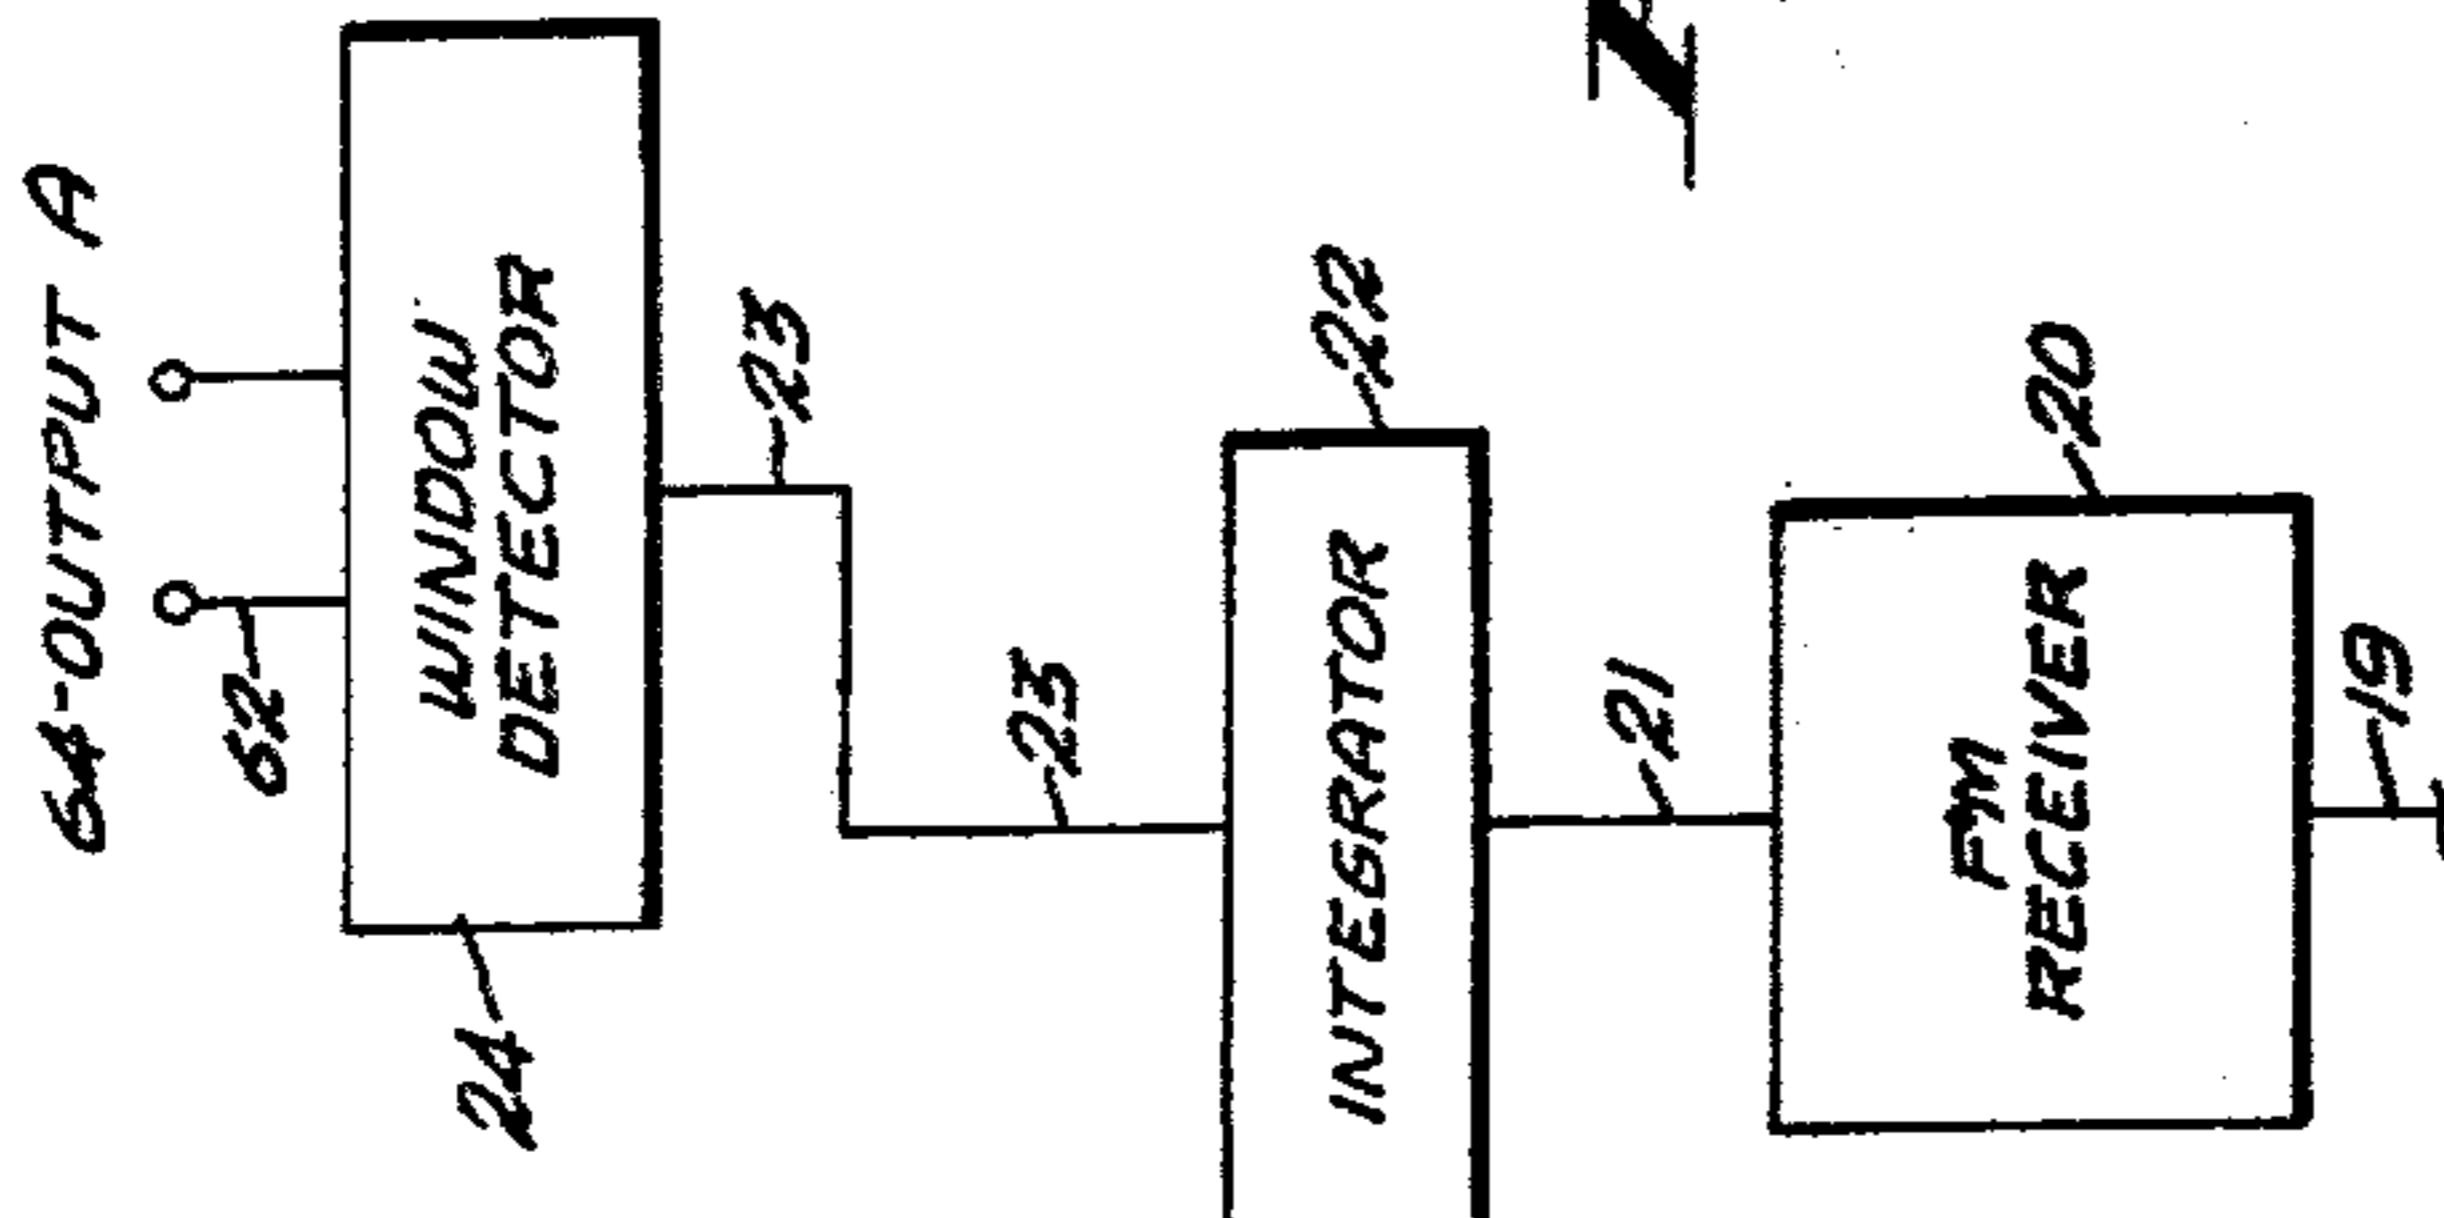 64-OUTPUT A
62
WINDOW
DETECTOR
24
23
23
22
INTEGRATOR
21
20
FM
RECEIVER
19